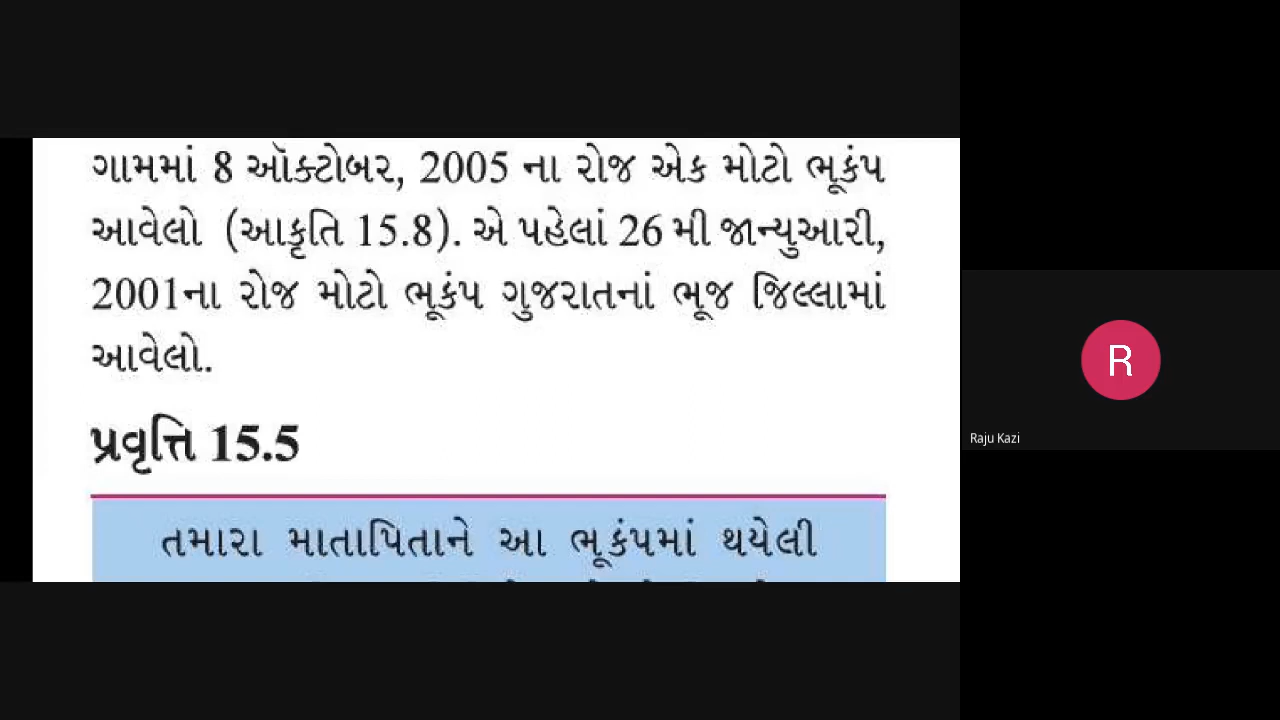 ગામમાં 8 ઑક્ટોબર, 2005 ના રોજ એક મોટો ભૂકંપ
આવેલો (આકૃતિ 15.8). એ પહેલાં 26 મી જાન્યુઆરી,
2001ના રોજ મોટો ભૂકંપ ગુજરાતનાં ભૂજ જિલ્લામાં
આવેલો.
પ્રવૃત્તિ 15.5
તમારા માતાપિતાને આ ભૂકંપમાં થયેલી
R
Raju Kazi